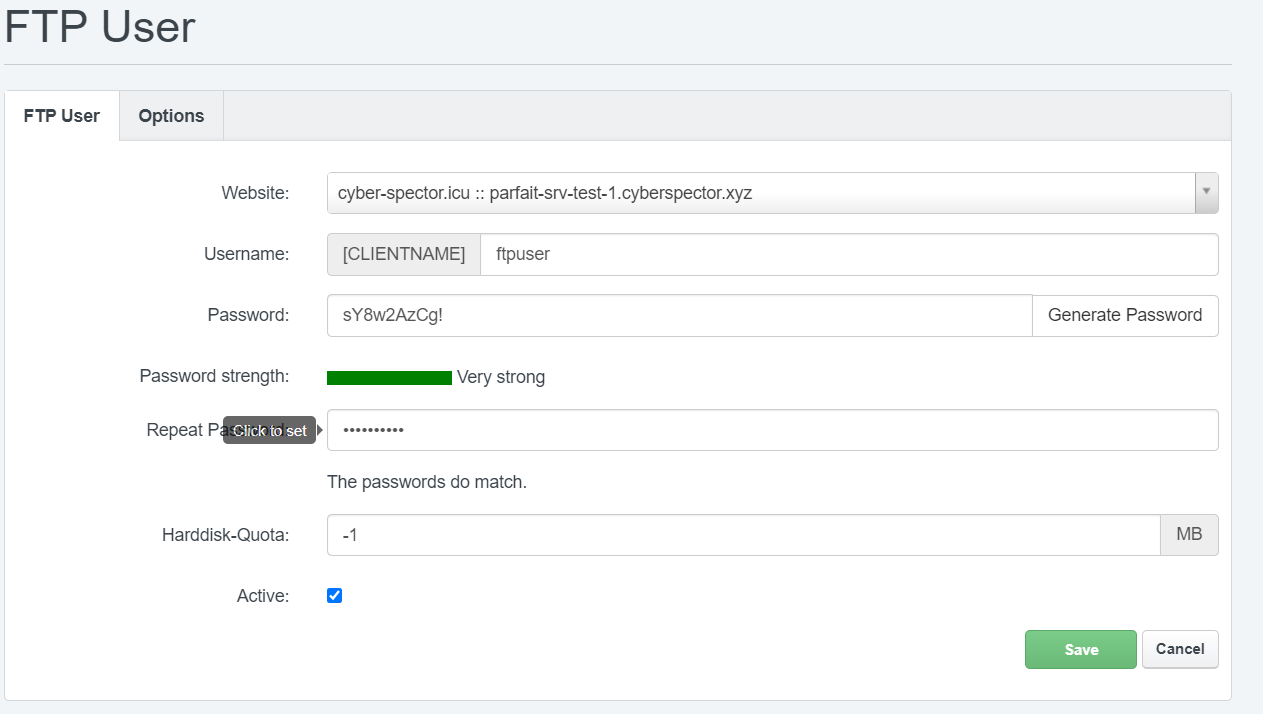 FTP User
FTP User Options
Website: cyber-spector.icu :: parfait-srv-test-1.cyberspector.xyz
Username: [CLIENTNAME] ftpuser
Password: sY8w2AzCg! Generate Password
Password strength: Very strong
Repeat Password: Click to set ••••••••••
The passwords do match.
Harddisk-Quota: -1 MB
Active:
Save Cancel